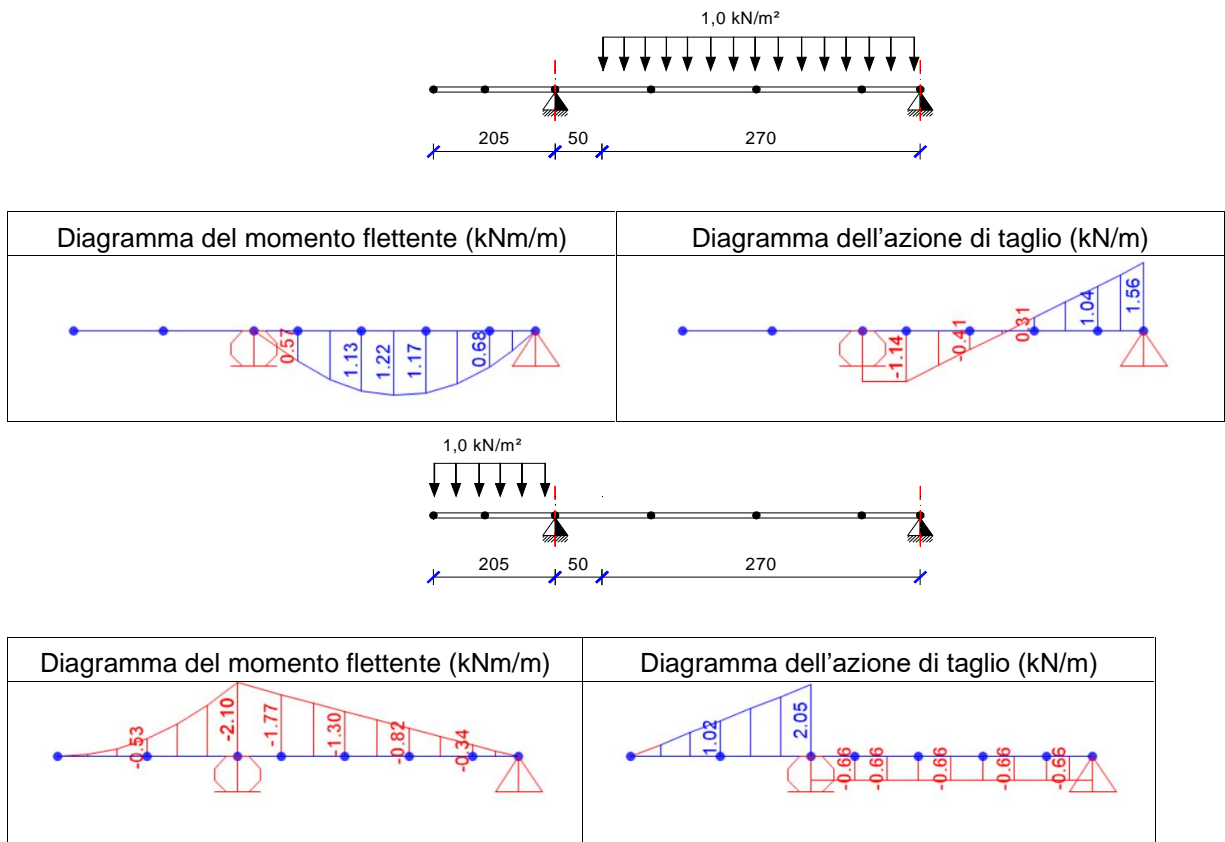 1,0 kN/m²
205 50 270
Diagramma del momento flettente (kNm/m) Diagramma dell'azione di taglio (kN/m)
0.57 1.13 1.22 1.17 0.68 -1.14 -0.41 0.31 1.04 1.56
1,0 kN/m²
205 50 270
Diagramma del momento flettente (kNm/m) Diagramma dell'azione di taglio (kN/m)
-0.53 -2.10 -1.77 -1.30 -0.82 -0.34 1.02 2.05 -0.66 -0.66 -0.66 -0.66 -0.66